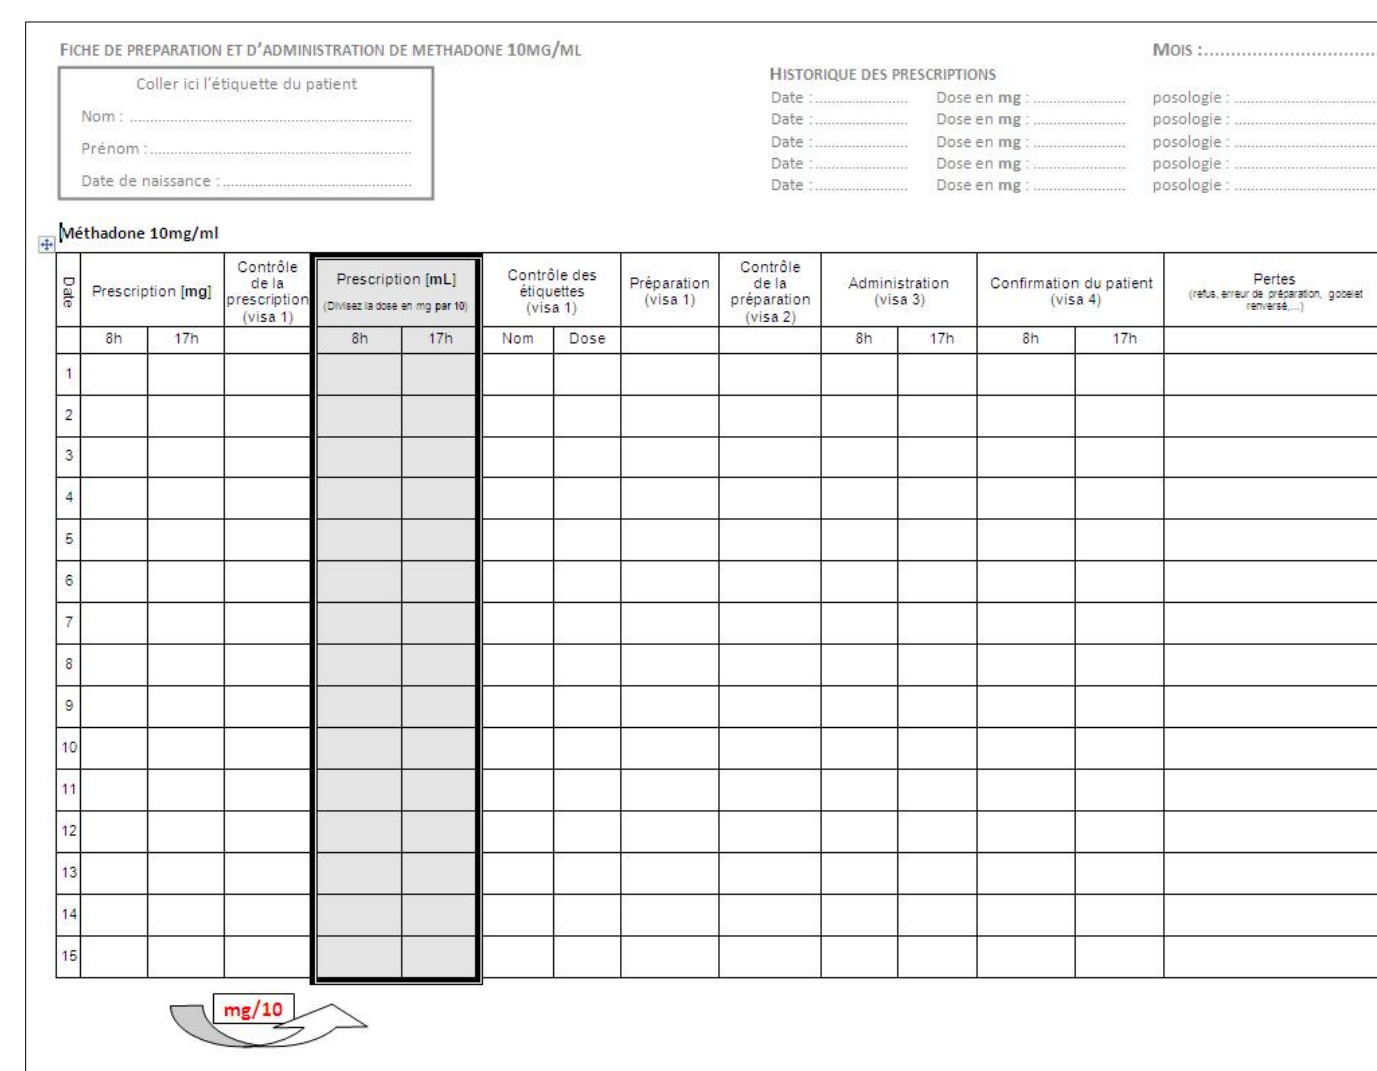 FICHE DE PREPARATION ET D'ADMINISTRATION DE METHADONE 10MG/ML
MOIS :..............................
Coller ici l'étiquette du patient
Nom : ......................................................
Prénom :..................................................
Date de naissance :....................................
HISTORIQUE DES PRESCRIPTIONS
Date :...................... Dose en mg : ...................... posologie : ..................................
Date :...................... Dose en mg : ...................... posologie : ..................................
Date :...................... Dose en mg : ...................... posologie : ..................................
Date :...................... Dose en mg : ...................... posologie : ..................................
Date :...................... Dose en mg : ...................... posologie : ..................................
Méthadone 10mg/ml
Date
Prescription [mg]
Contrôle
de la
prescription
(visa 1)
Prescription [mL]
(Divisez la dose en mg par 10)
Contrôle des
étiquettes
(visa 1)
Préparation
(visa 1)
Contrôle
de la
préparation
(visa 2)
Administration
(visa 3)
Confirmation du patient
(visa 4)
Pertes
(refus, erreur de préparation, gobelet
renversé,...)
8h 17h 8h 17h Nom Dose 8h 17h 8h 17h
1
2
3
4
5
6
7
8
9
10
11
12
13
14
15
mg/10